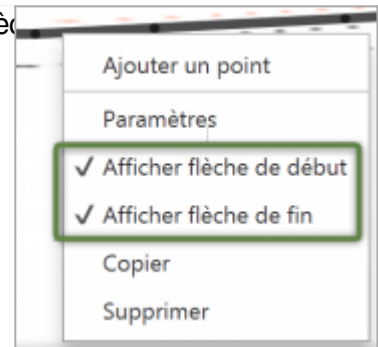 Ajouter un point
Paramètres
✓ Afficher flèche de début
✓ Afficher flèche de fin
Copier
Supprimer